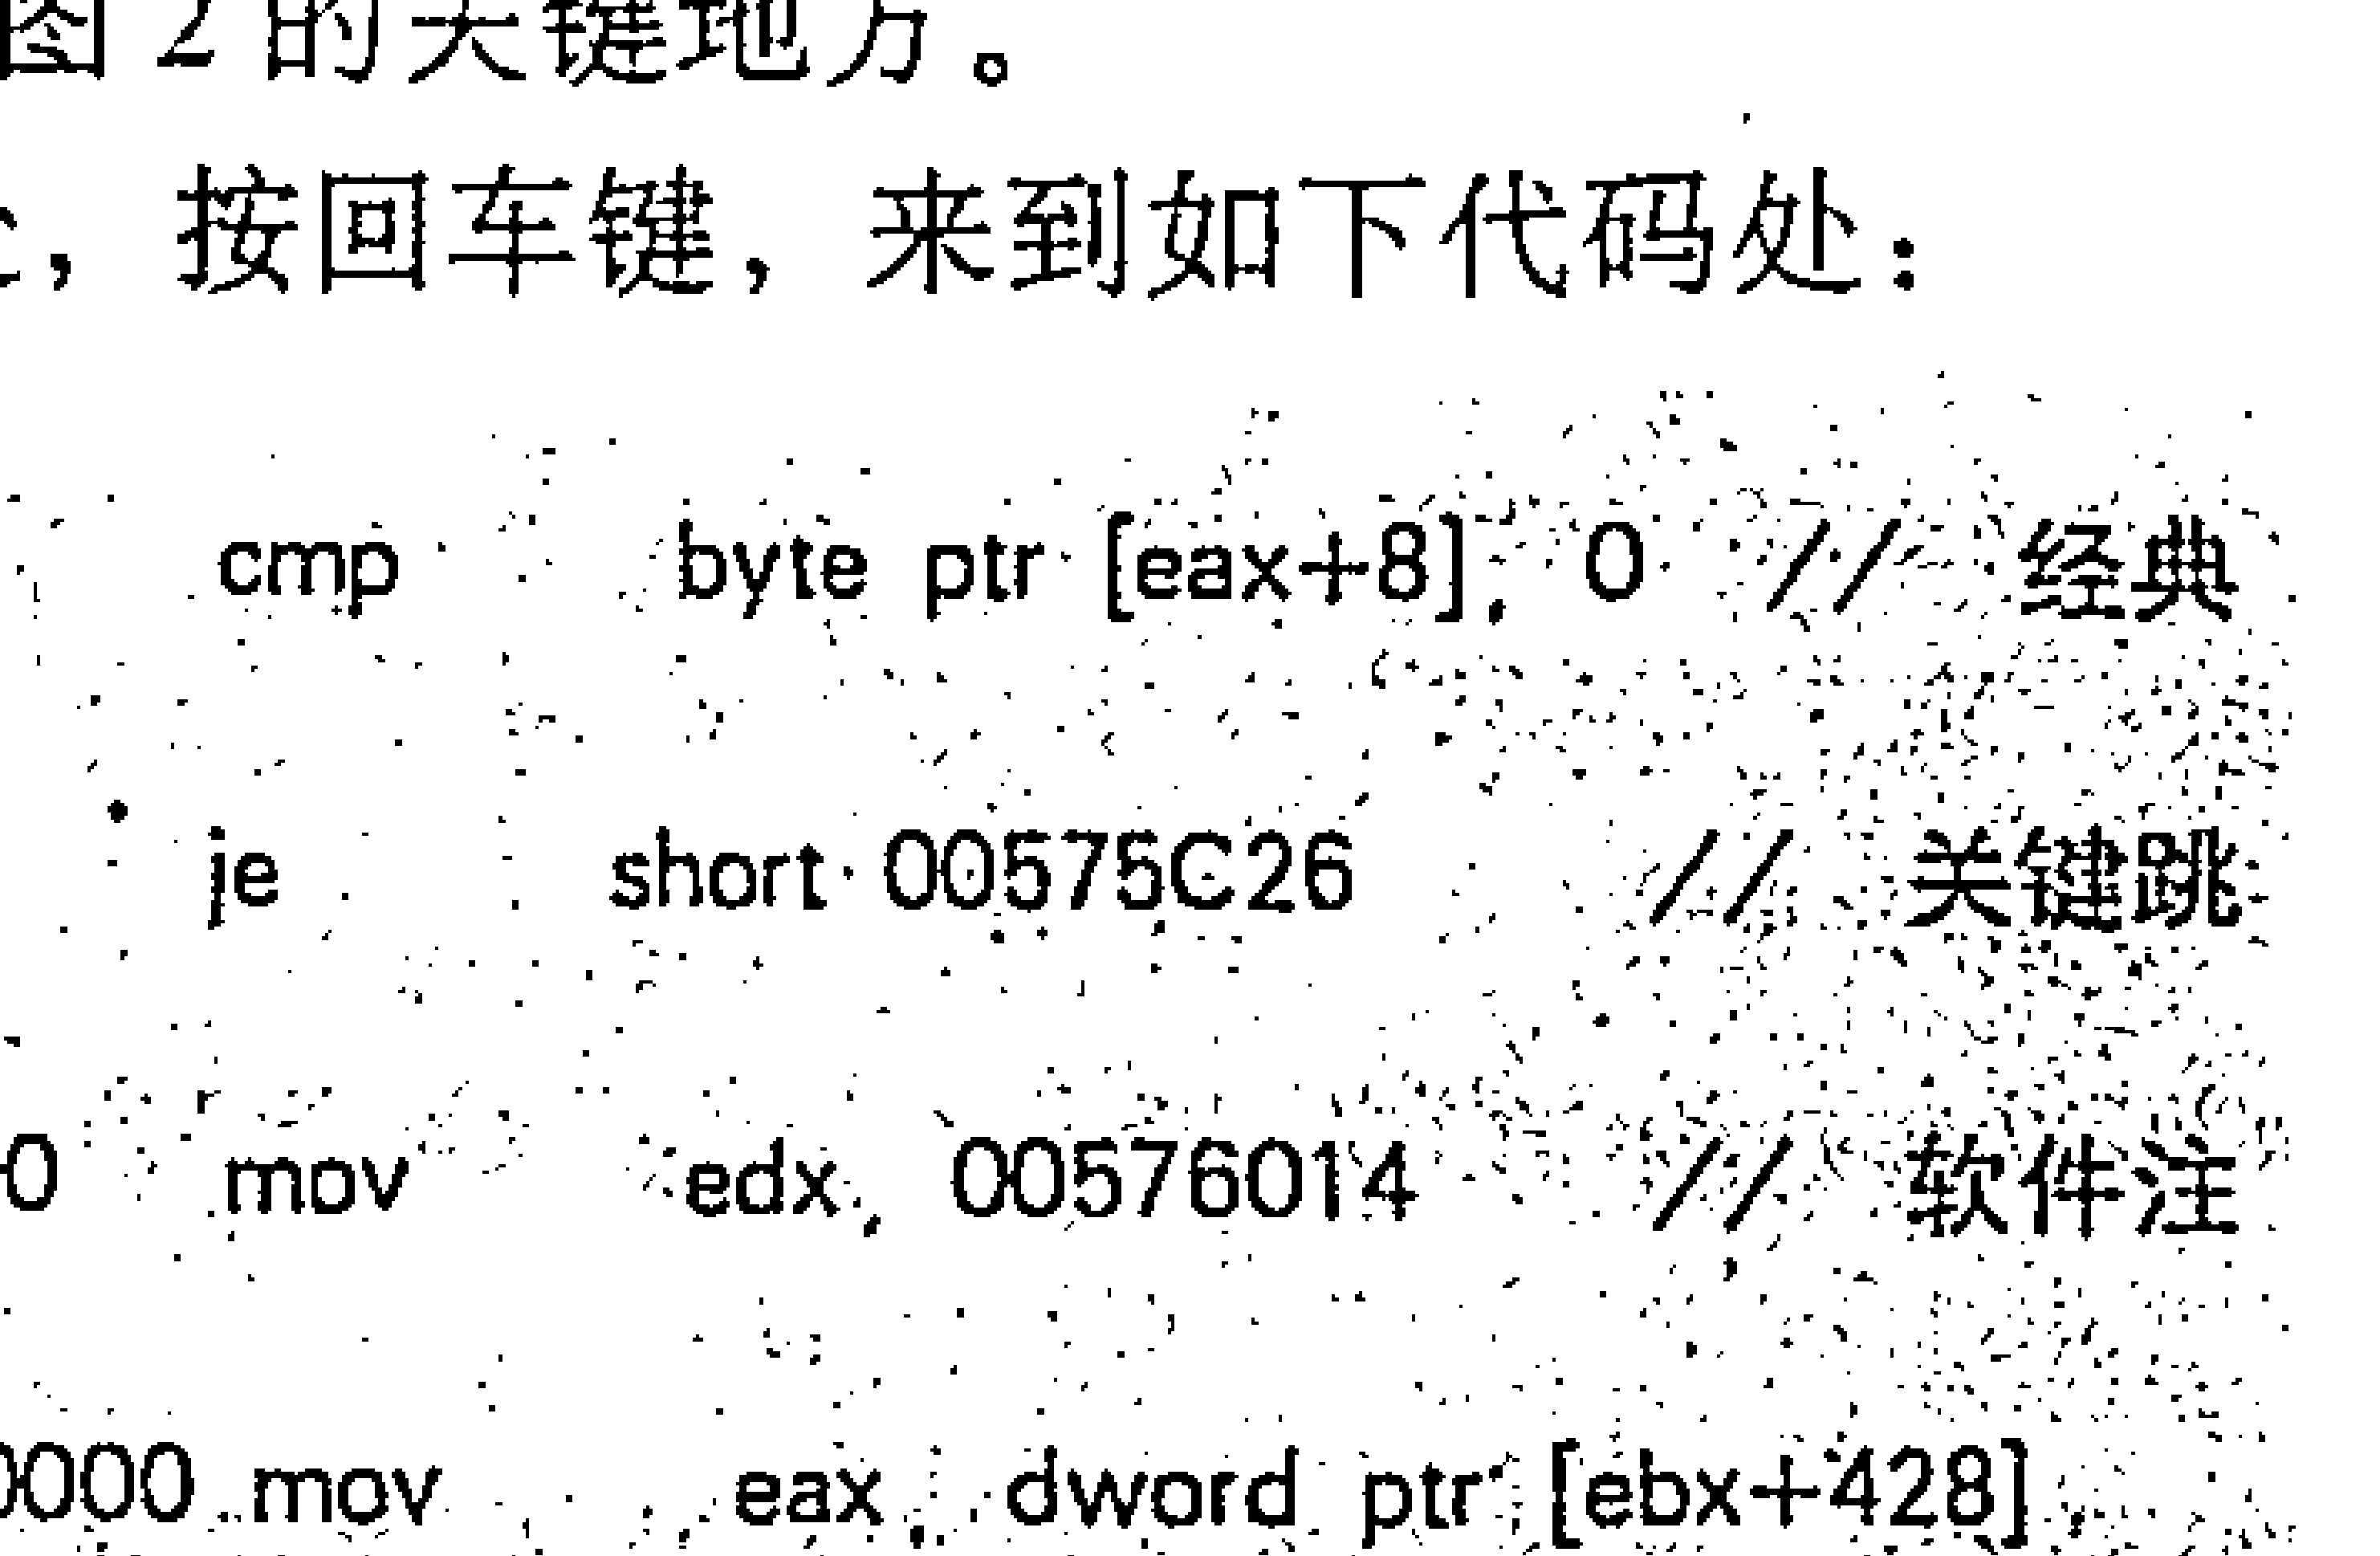 图 2 的关键地方。
，按回车键，来到如下代码处：
cmp byte ptr [eax+8], 0 // 经典
je short 00575C26 // 关键跳
0 mov edx, 00576014 // 软件注
0000 mov eax, dword ptr [ebx+428]